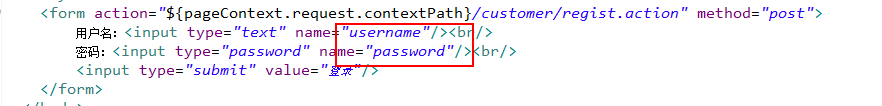 <form action="${pageContext.request.contextPath}/customer/regist.action" method="post">
用户名：<input type="text" name="username"/><br/>
密码：<input type="password" name="password"/><br/>
<input type="submit" value="登录"/>
</form>